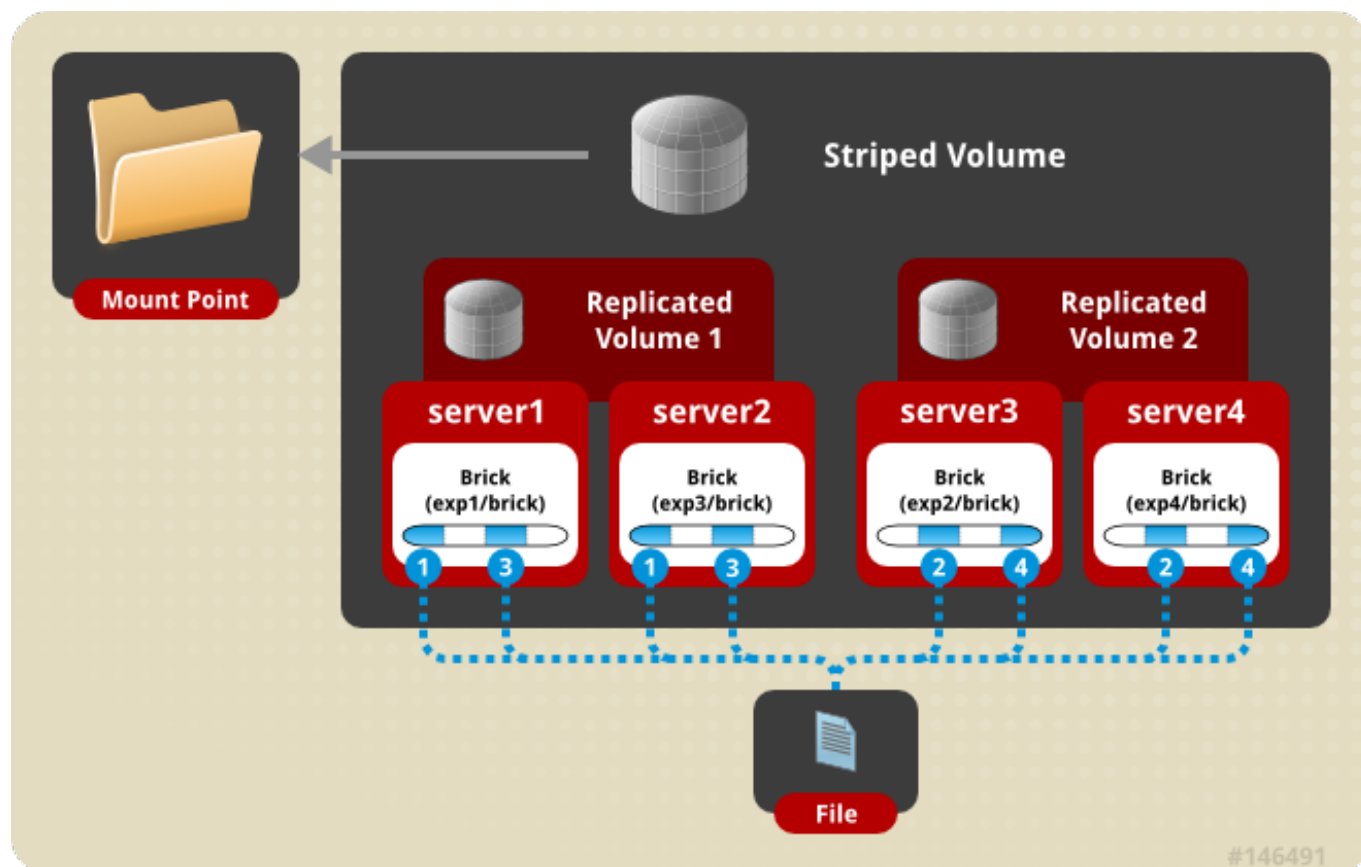 Striped Volume
Mount Point
Replicated
Volume 1
Replicated
Volume 2
server1
server2
server3
server4
Brick
(exp1/brick)
Brick
(exp3/brick)
Brick
(exp2/brick)
Brick
(exp4/brick)
1
3
1
3
2
4
2
4
File
#146491